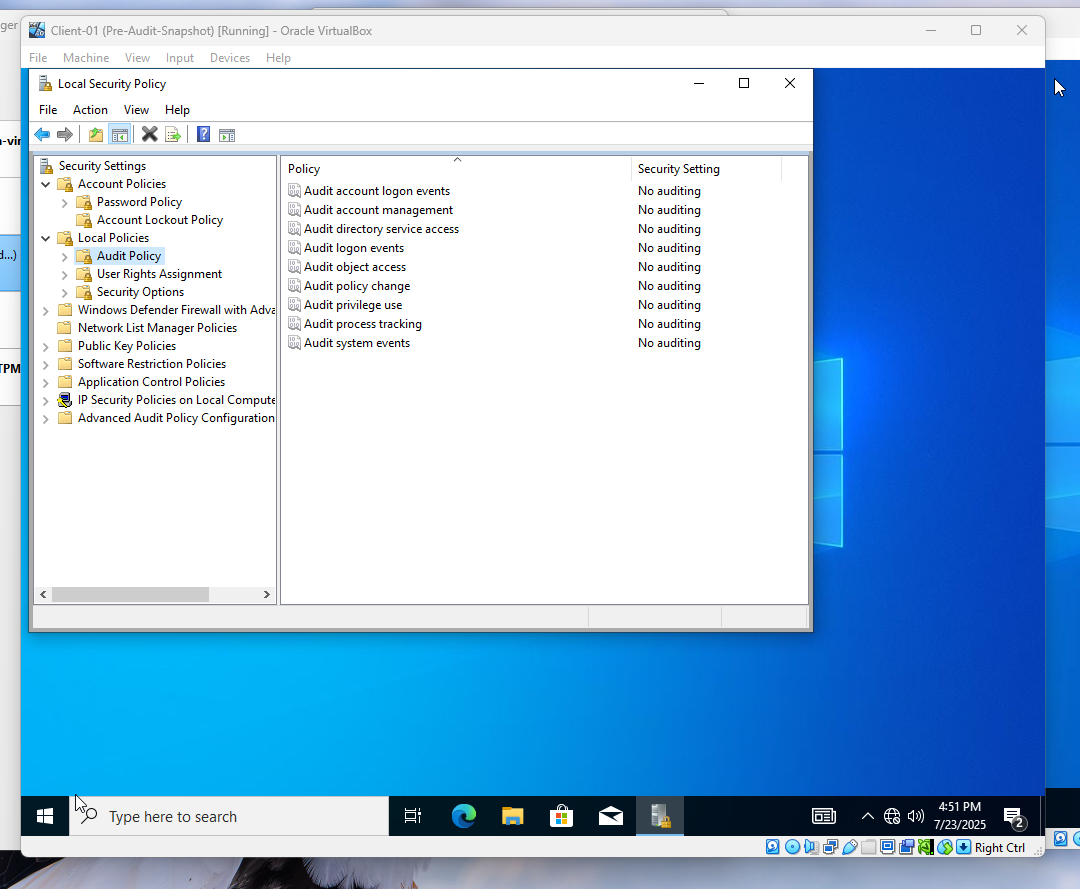 ger
Client-01 (Pre-Audit-Snapshot) [Running] - Oracle VirtualBox
File Machine View Input Devices Help
Local Security Policy
File Action View Help
Security Settings
Account Policies
Password Policy
Account Lockout Policy
Local Policies
Audit Policy
User Rights Assignment
Security Options
Windows Defender Firewall with Adva
Network List Manager Policies
Public Key Policies
Software Restriction Policies
Application Control Policies
IP Security Policies on Local Compute
Advanced Audit Policy Configuration
Policy Security Setting
Audit account logon events No auditing
Audit account management No auditing
Audit directory service access No auditing
Audit logon events No auditing
Audit object access No auditing
Audit policy change No auditing
Audit privilege use No auditing
Audit process tracking No auditing
Audit system events No auditing
n-vir
d...)
TPM
Type here to search
4:51 PM
7/23/2025
2
Right Ctrl